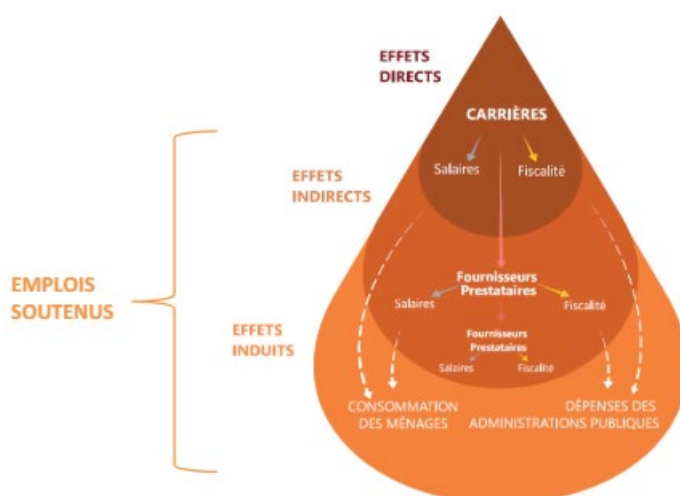 EFFETS
DIRECTS
CARRIÈRES
Salaires
Fiscalité
EFFETS
INDIRECTS
Fournisseurs
Prestataires
Salaires
Fiscalité
EMPLOIS
SOUTENUS
EFFETS
INDUITS
Fournisseurs
Prestataires
Salaires
Fiscalité
CONSOMMATION
DES MÉNAGES
DÉPENSES DES
ADMINISTRATIONS PUBLIQUES